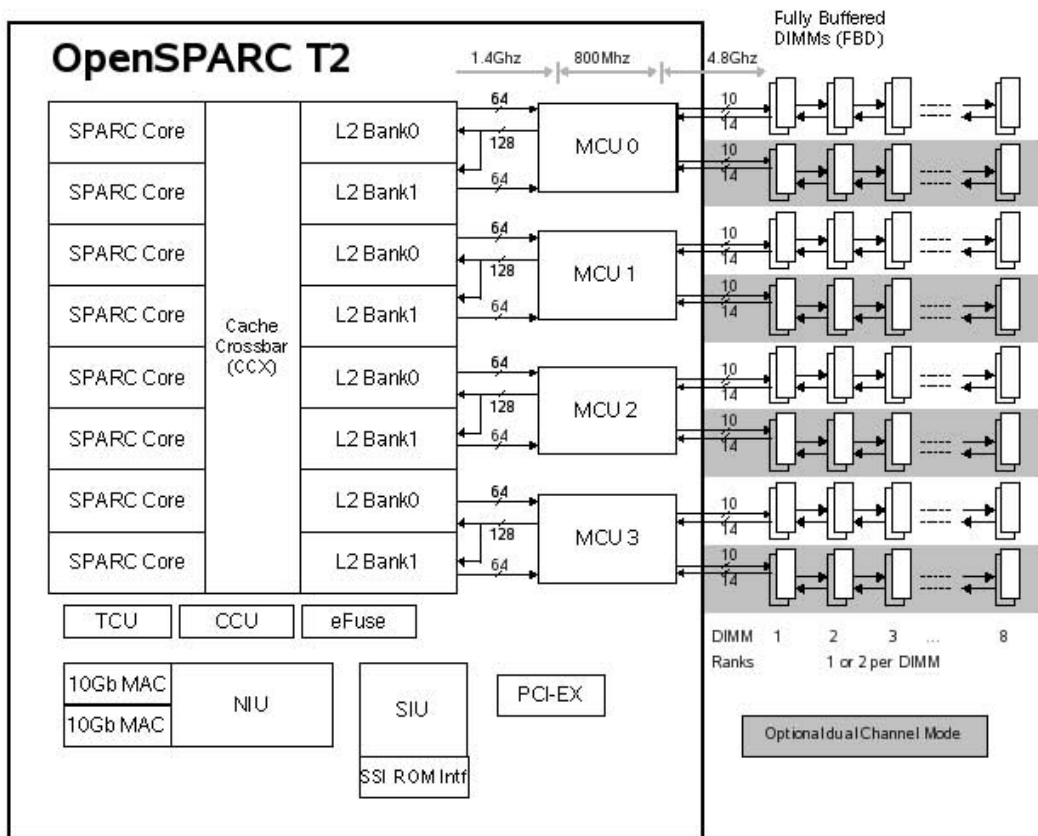 Fully Buffered
DIMMs (FBD)
OpenSPARC T2
1.4Ghz
800Mhz
4.8Ghz
SPARC Core
L2 Bank0
64
128
MCU 0
10
14
SPARC Core
L2 Bank1
64
10
14
SPARC Core
L2 Bank0
64
128
MCU 1
10
14
SPARC Core
L2 Bank1
64
10
14
Cache
Crossbar
(CCX)
SPARC Core
L2 Bank0
64
128
MCU 2
10
14
SPARC Core
L2 Bank1
64
10
14
SPARC Core
L2 Bank0
64
128
MCU 3
10
14
SPARC Core
L2 Bank1
64
10
14
TCU
CCU
eFuse
DIMM 1 2 3 ... 8
Ranks 1 or 2 per DIMM
10Gb MAC
10Gb MAC
NIU
SIU
SSI ROM Intf
PCI-EX
Optional dual Channel Mode